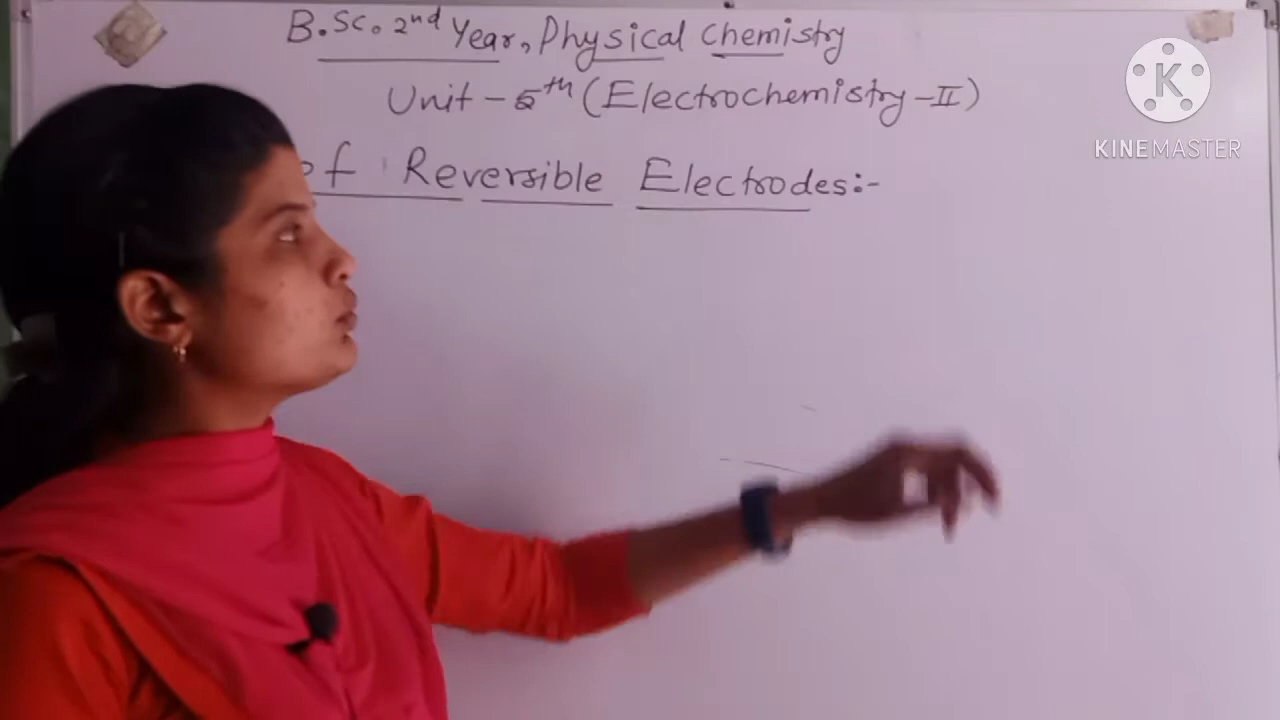 B.Sc. 2nd Year, Physical Chemistry
Unit - 5th (Electrochemistry - II)
of Reversible Electrodes:-
K
KINEMASTER